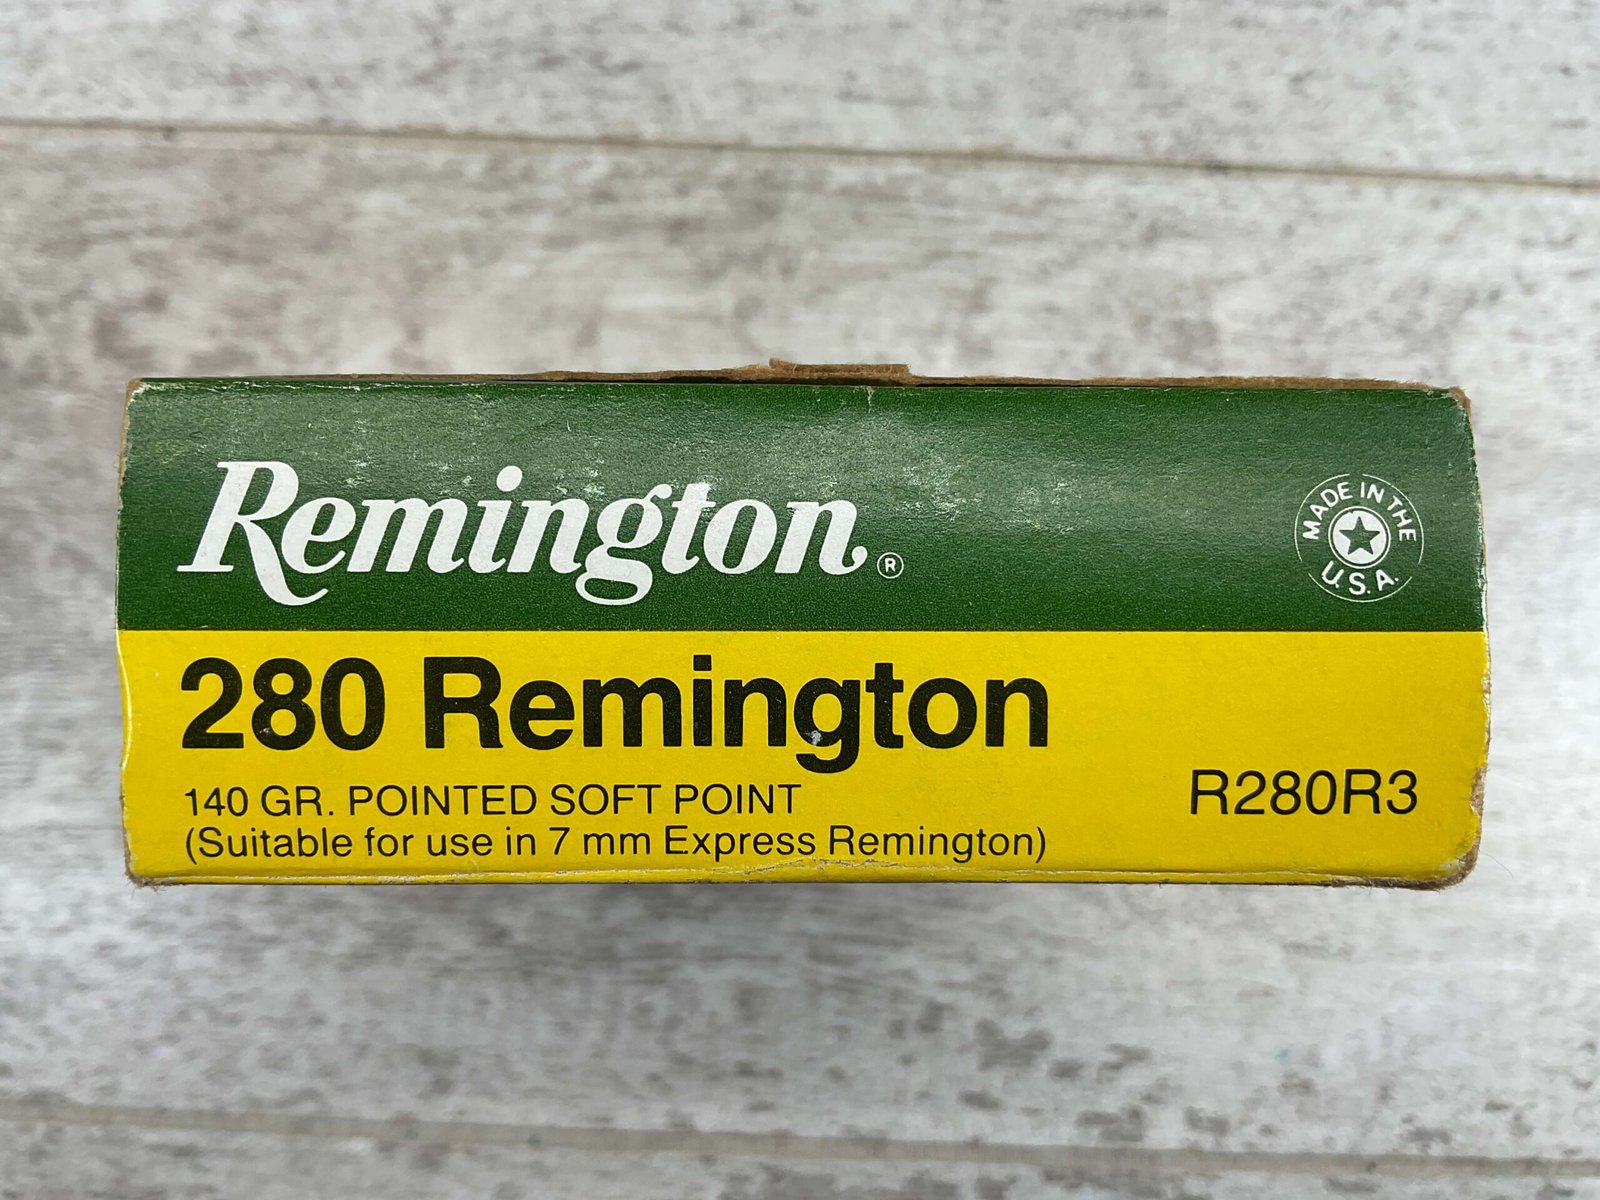 Remington®
MADE IN THE
U.S.A.
280 Remington
140 GR. POINTED SOFT POINT
(Suitable for use in 7 mm Express Remington)
R280R3